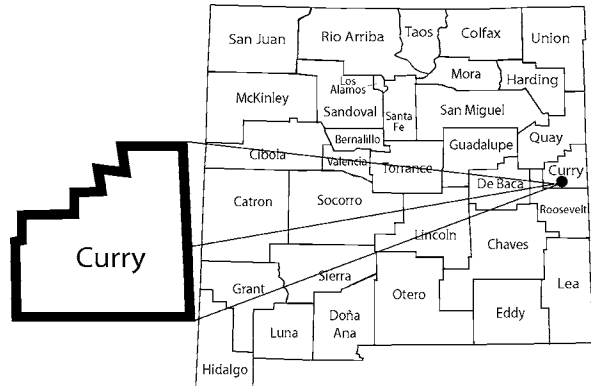 San Juan
Rio Arriba
Taos
Colfax
Union
Los
Alamos
Mora
Harding
McKinley
Sandoval
Santa
Fe
San Miguel
Bernalillo
Guadalupe
Quay
Cibola
Valencia
Torrance
Curry
De Baca
Roosevelt
Catron
Socorro
Lincoln
Chaves
Curry
Grant
Sierra
Otero
Lea
Luna
Doña
Ana
Eddy
Hidalgo